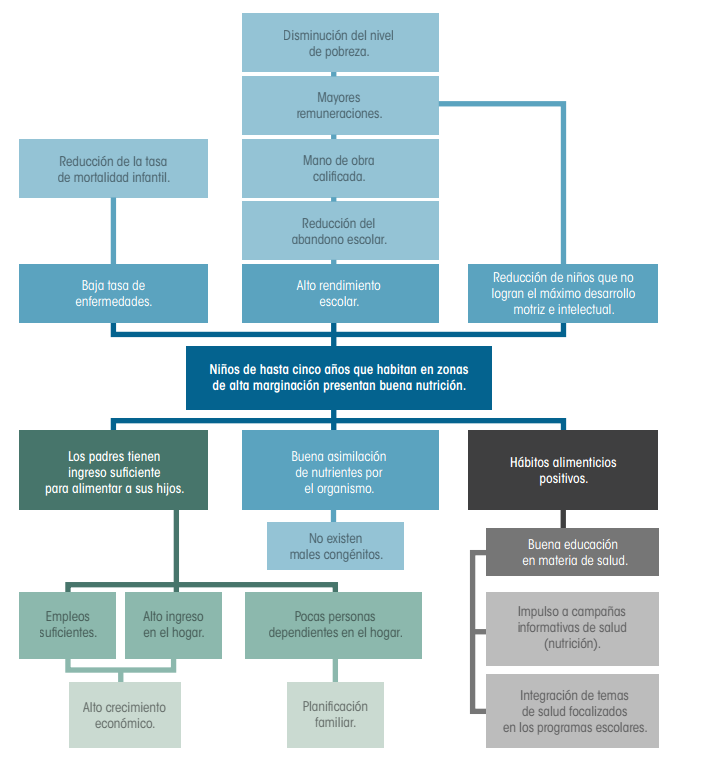 Disminución del nivel
de pobreza.
Mayores
remuneraciones.
Reducción de la tasa
de mortalidad infantil.
Mano de obra
calificada.
Reducción del
abandono escolar.
Baja tasa de
enfermedades.
Alto rendimiento
escolar.
Reducción de niños que no
logran el máximo desarrollo
motriz e intelectual.
Niños de hasta cinco años que habitan en zonas
de alta marginación presentan buena nutrición.
Los padres tienen
ingreso suficiente
para alimentar a sus hijos.
Buena asimilación
de nutrientes por
el organismo.
Hábitos alimenticios
positivos.
No existen
males congénitos.
Buena educación
en materia de salud.
Empleos
suficientes.
Alto ingreso
en el hogar.
Pocas personas
dependientes en el hogar.
Impulso a campañas
informativas de salud
(nutrición).
Alto crecimiento
económico.
Planificación
familiar.
Integración de temas
de salud focalizados
en los programas escolares.